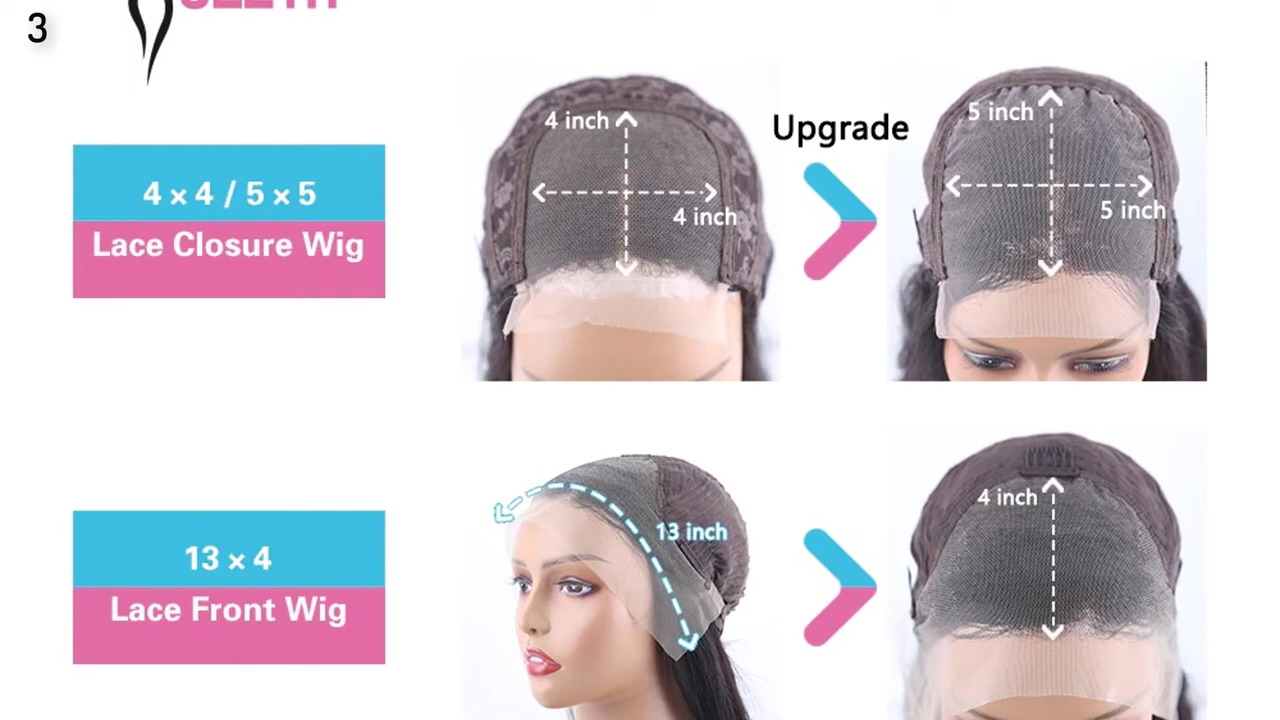 3
4 × 4 / 5 × 5
Lace Closure Wig
4 inch
4 inch
Upgrade
5 inch
5 inch
13 × 4
Lace Front Wig
13 inch
4 inch